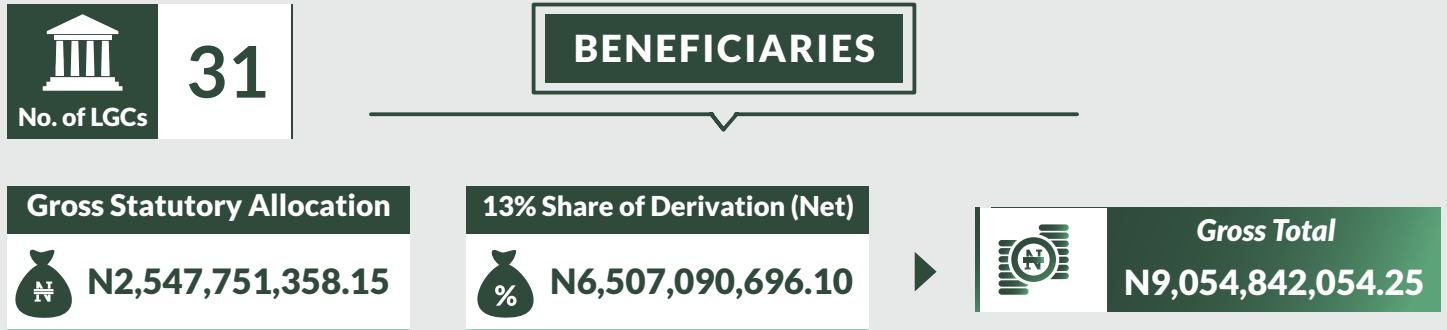 No. of LGCs
31
BENEFICIARIES
Gross Statutory Allocation
₦
N2,547,751,358.15
13% Share of Derivation (Net)
%
N6,507,090,696.10
₦
Gross Total
N9,054,842,054.25